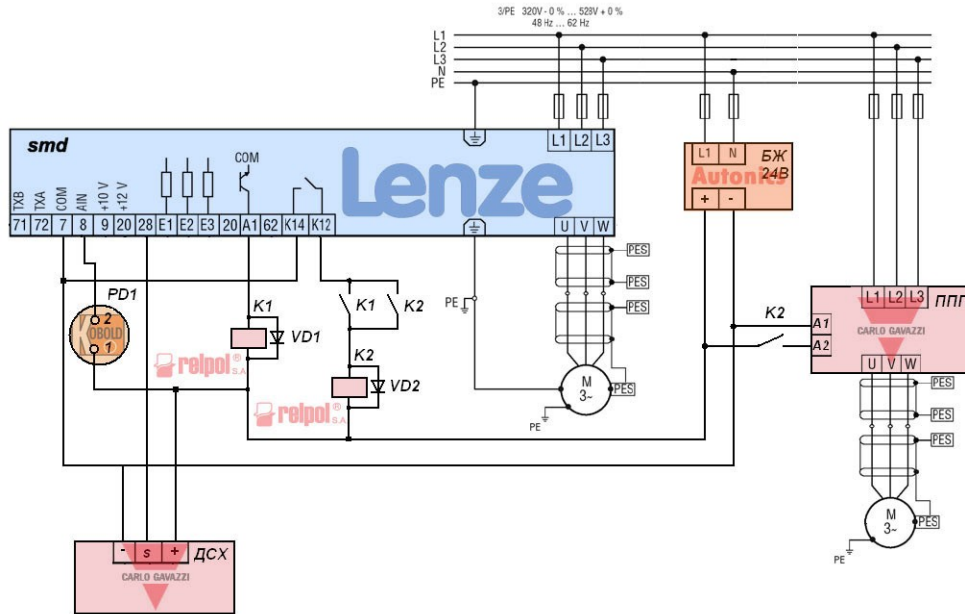 3/PE 320V - 0 % ... 528V + 0 %
48 Hz ... 62 Hz
L1
L2
L3
N
PE
smd
Lenze
COM
L1 L2 L3
TXB TXA COM AIN +10 V +12 V
71 72 7 8 9 20 28 E1 E2 E3 20 A1 62 K14 K12
U V W
L1 N
БЖ
24В
Autonics
+ -
PES
PES
PES
PES
PE
M
3~
PES
PE
PD1
2
KOBOLD
1
K1
VD1
relpol®
S.A.
K1 K2
K2
VD2
relpol®
S.A.
K2
L1 L2 L3
ППП
A1
A2
CARLO GAVAZZI
U V W
PES
PES
PES
PES
M
3~
PES
PE
- s +
ДСХ
CARLO GAVAZZI